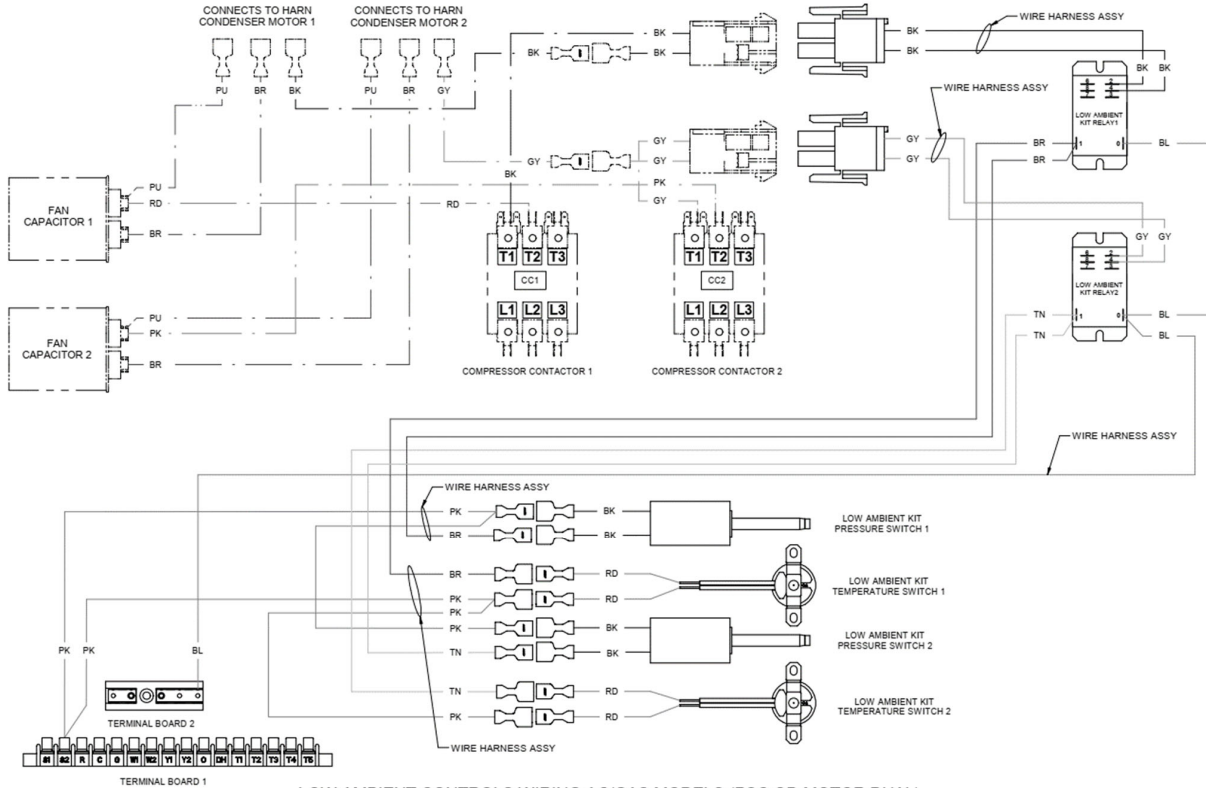 CONNECTS TO HARN
CONDENSER MOTOR 1
CONNECTS TO HARN
CONDENSER MOTOR 2
PU
BR
BK
PU
BR
GY
BK
BK
BK
BK
BK
WIRE HARNESS ASSY
BK
BK
LOW AMBIENT
KIT RELAY1
1
0
BR
BR
BL
WIRE HARNESS ASSY
GY
GY
GY
GY
GY
PK
GY
BK
FAN
CAPACITOR 1
PU
RD
BR
RD
T1
T2
T3
CC1
L1
L2
L3
COMPRESSOR CONTACTOR 1
T1
T2
T3
CC2
L1
L2
L3
COMPRESSOR CONTACTOR 2
GY
GY
LOW AMBIENT
KIT RELAY2
1
0
TN
TN
BL
BL
FAN
CAPACITOR 2
PU
PK
BR
WIRE HARNESS ASSY
WIRE HARNESS ASSY
PK
BR
BK
BK
LOW AMBIENT KIT
PRESSURE SWITCH 1
BR
PK
PK
RD
RD
LOW AMBIENT KIT
TEMPERATURE SWITCH 1
PK
TN
BK
BK
LOW AMBIENT KIT
PRESSURE SWITCH 2
TN
PK
RD
RD
LOW AMBIENT KIT
TEMPERATURE SWITCH 2
WIRE HARNESS ASSY
PK
PK
BL
TERMINAL BOARD 2
S1
S2
R
C
G
W1
W2
Y1
Y2
O
DH
T1
T2
T3
T4
T5
TERMINAL BOARD 1